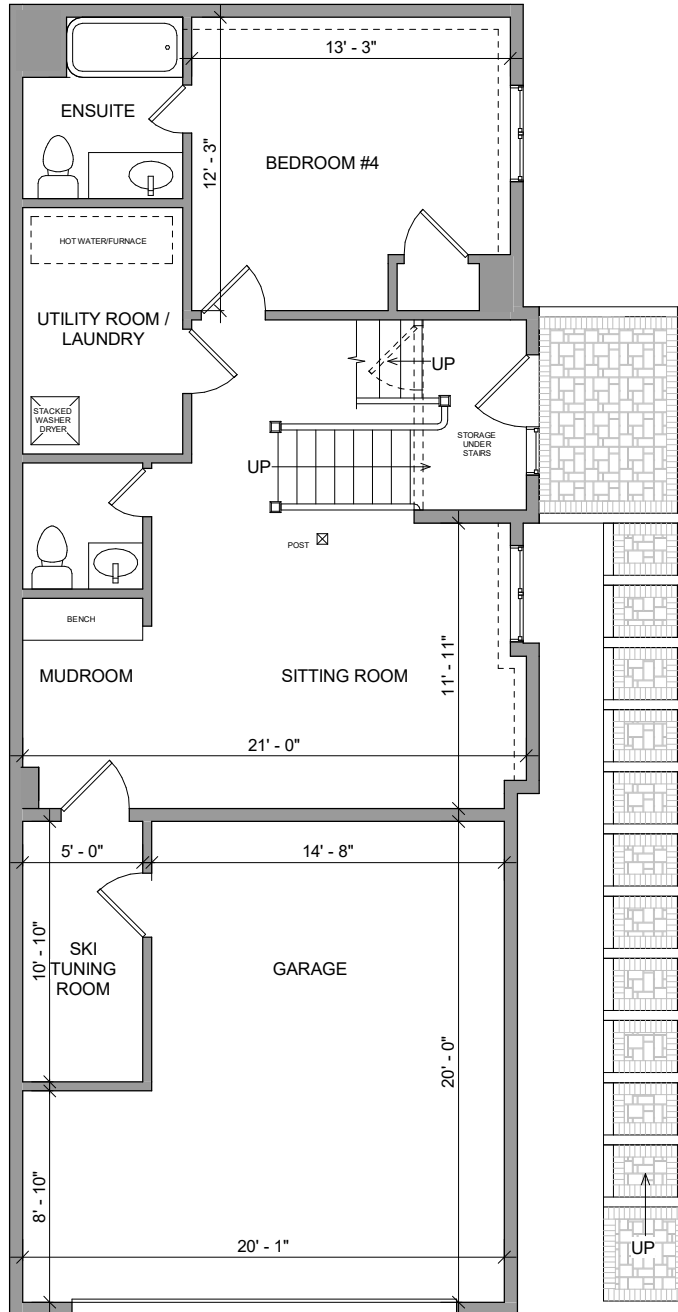 13' - 3"
ENSUITE
BEDROOM #4
12' - 3"
HOT WATER/FURNACE
UTILITY ROOM /
LAUNDRY
UP
STACKED
WASHER
DRYER
STORAGE
UNDER
STAIRS
UP
POST
BENCH
MUDROOM
SITTING ROOM
11' - 11"
21' - 0"
5' - 0"
14' - 8"
10' - 10"
SKI
TUNING
ROOM
GARAGE
20' - 0"
8' - 10"
20' - 1"
UP